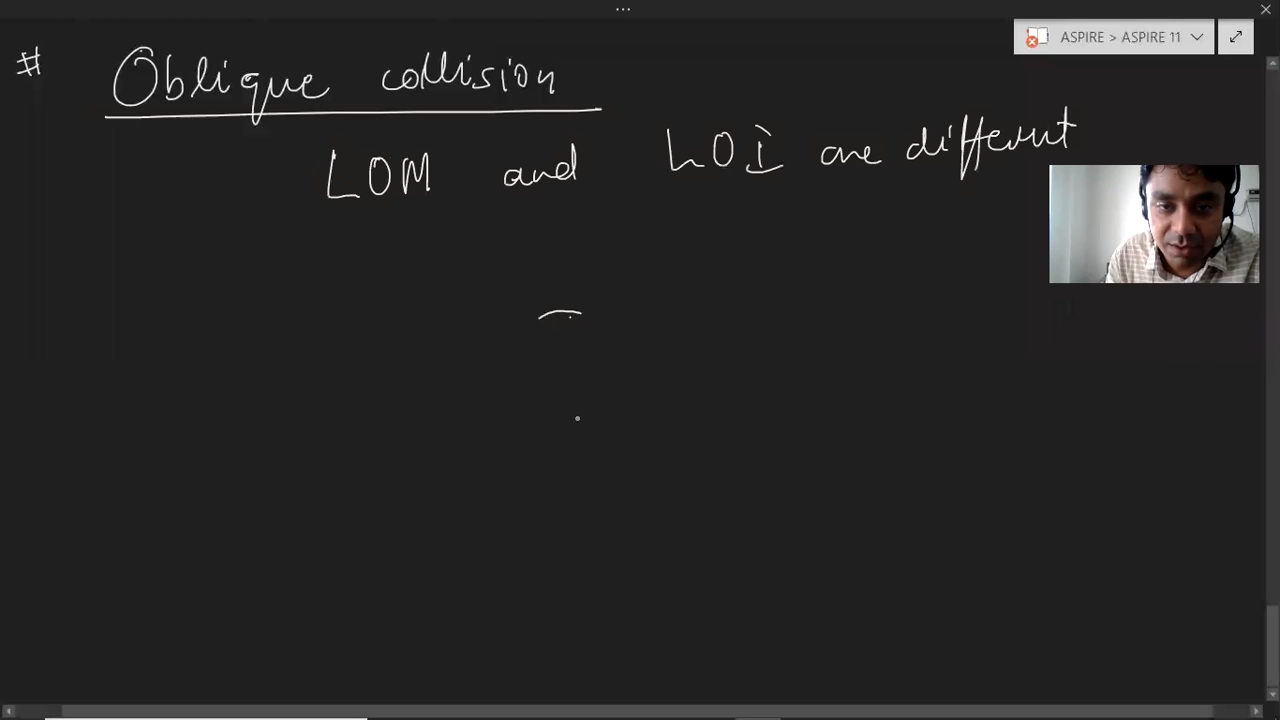 ASPIRE > ASPIRE 11
# Oblique collision
LOM and LOI are different